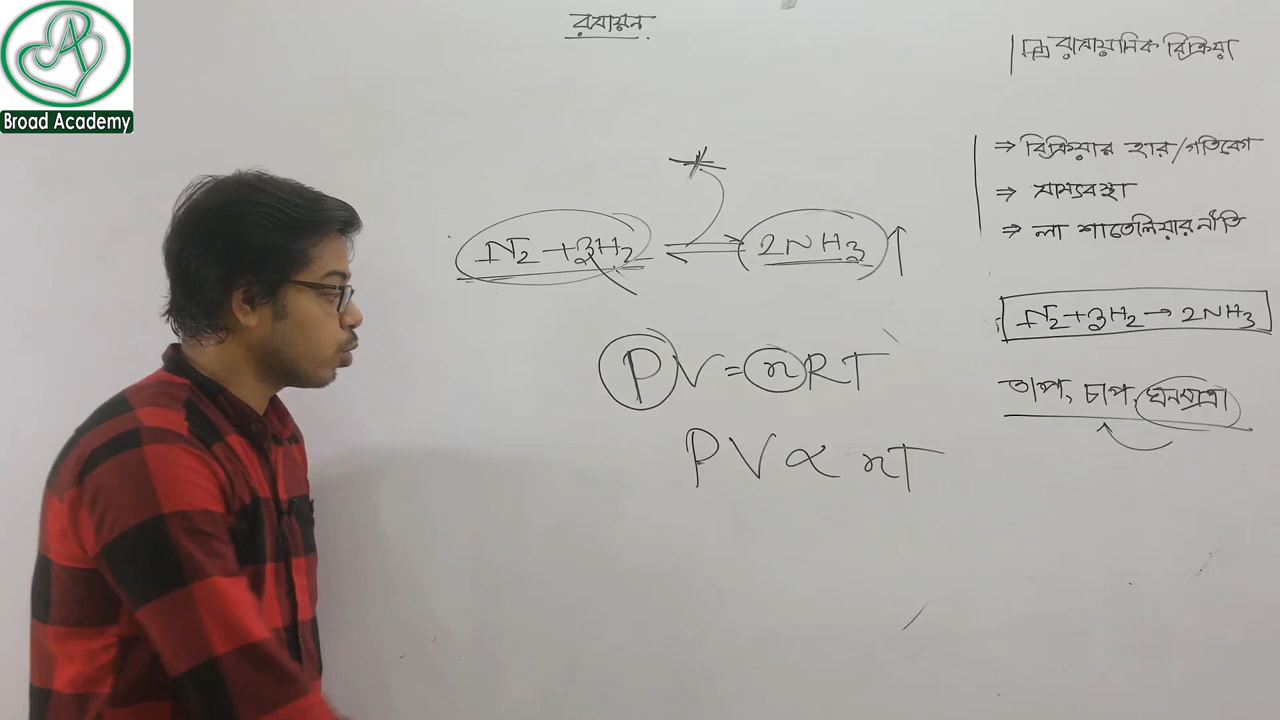 Broad Academy
রসায়ন
রাসায়নিক বিক্রিয়া
⇒ বিক্রিয়ার হার/গতিবেগ
⇒ সাম্যবস্থা
⇒ লা শাতেলিয়ার নীতি
N₂ + 3H₂ ⇌ 2NH₃ ↑
N₂+3H₂ → 2NH₃
PV = nRT
তাপ, চাপ, ঘনমাত্রা
PV ∝ nT